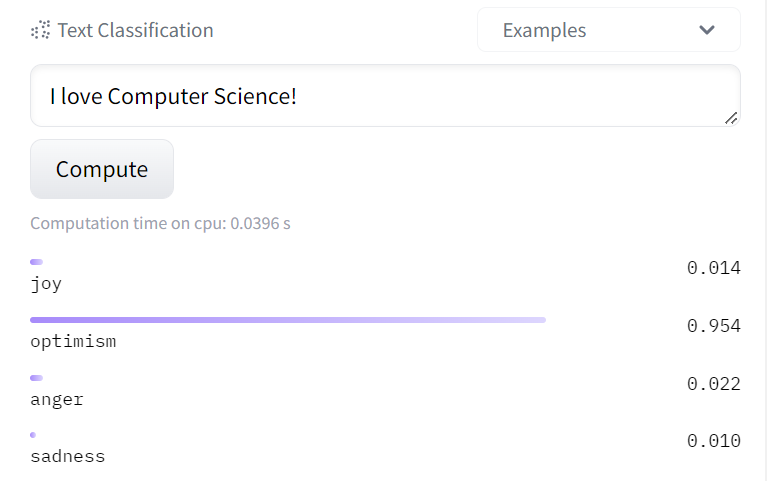 Text Classification
Examples
I love Computer Science!
Compute
Computation time on cpu: 0.0396 s
joy 0.014
optimism 0.954
anger 0.022
sadness 0.010